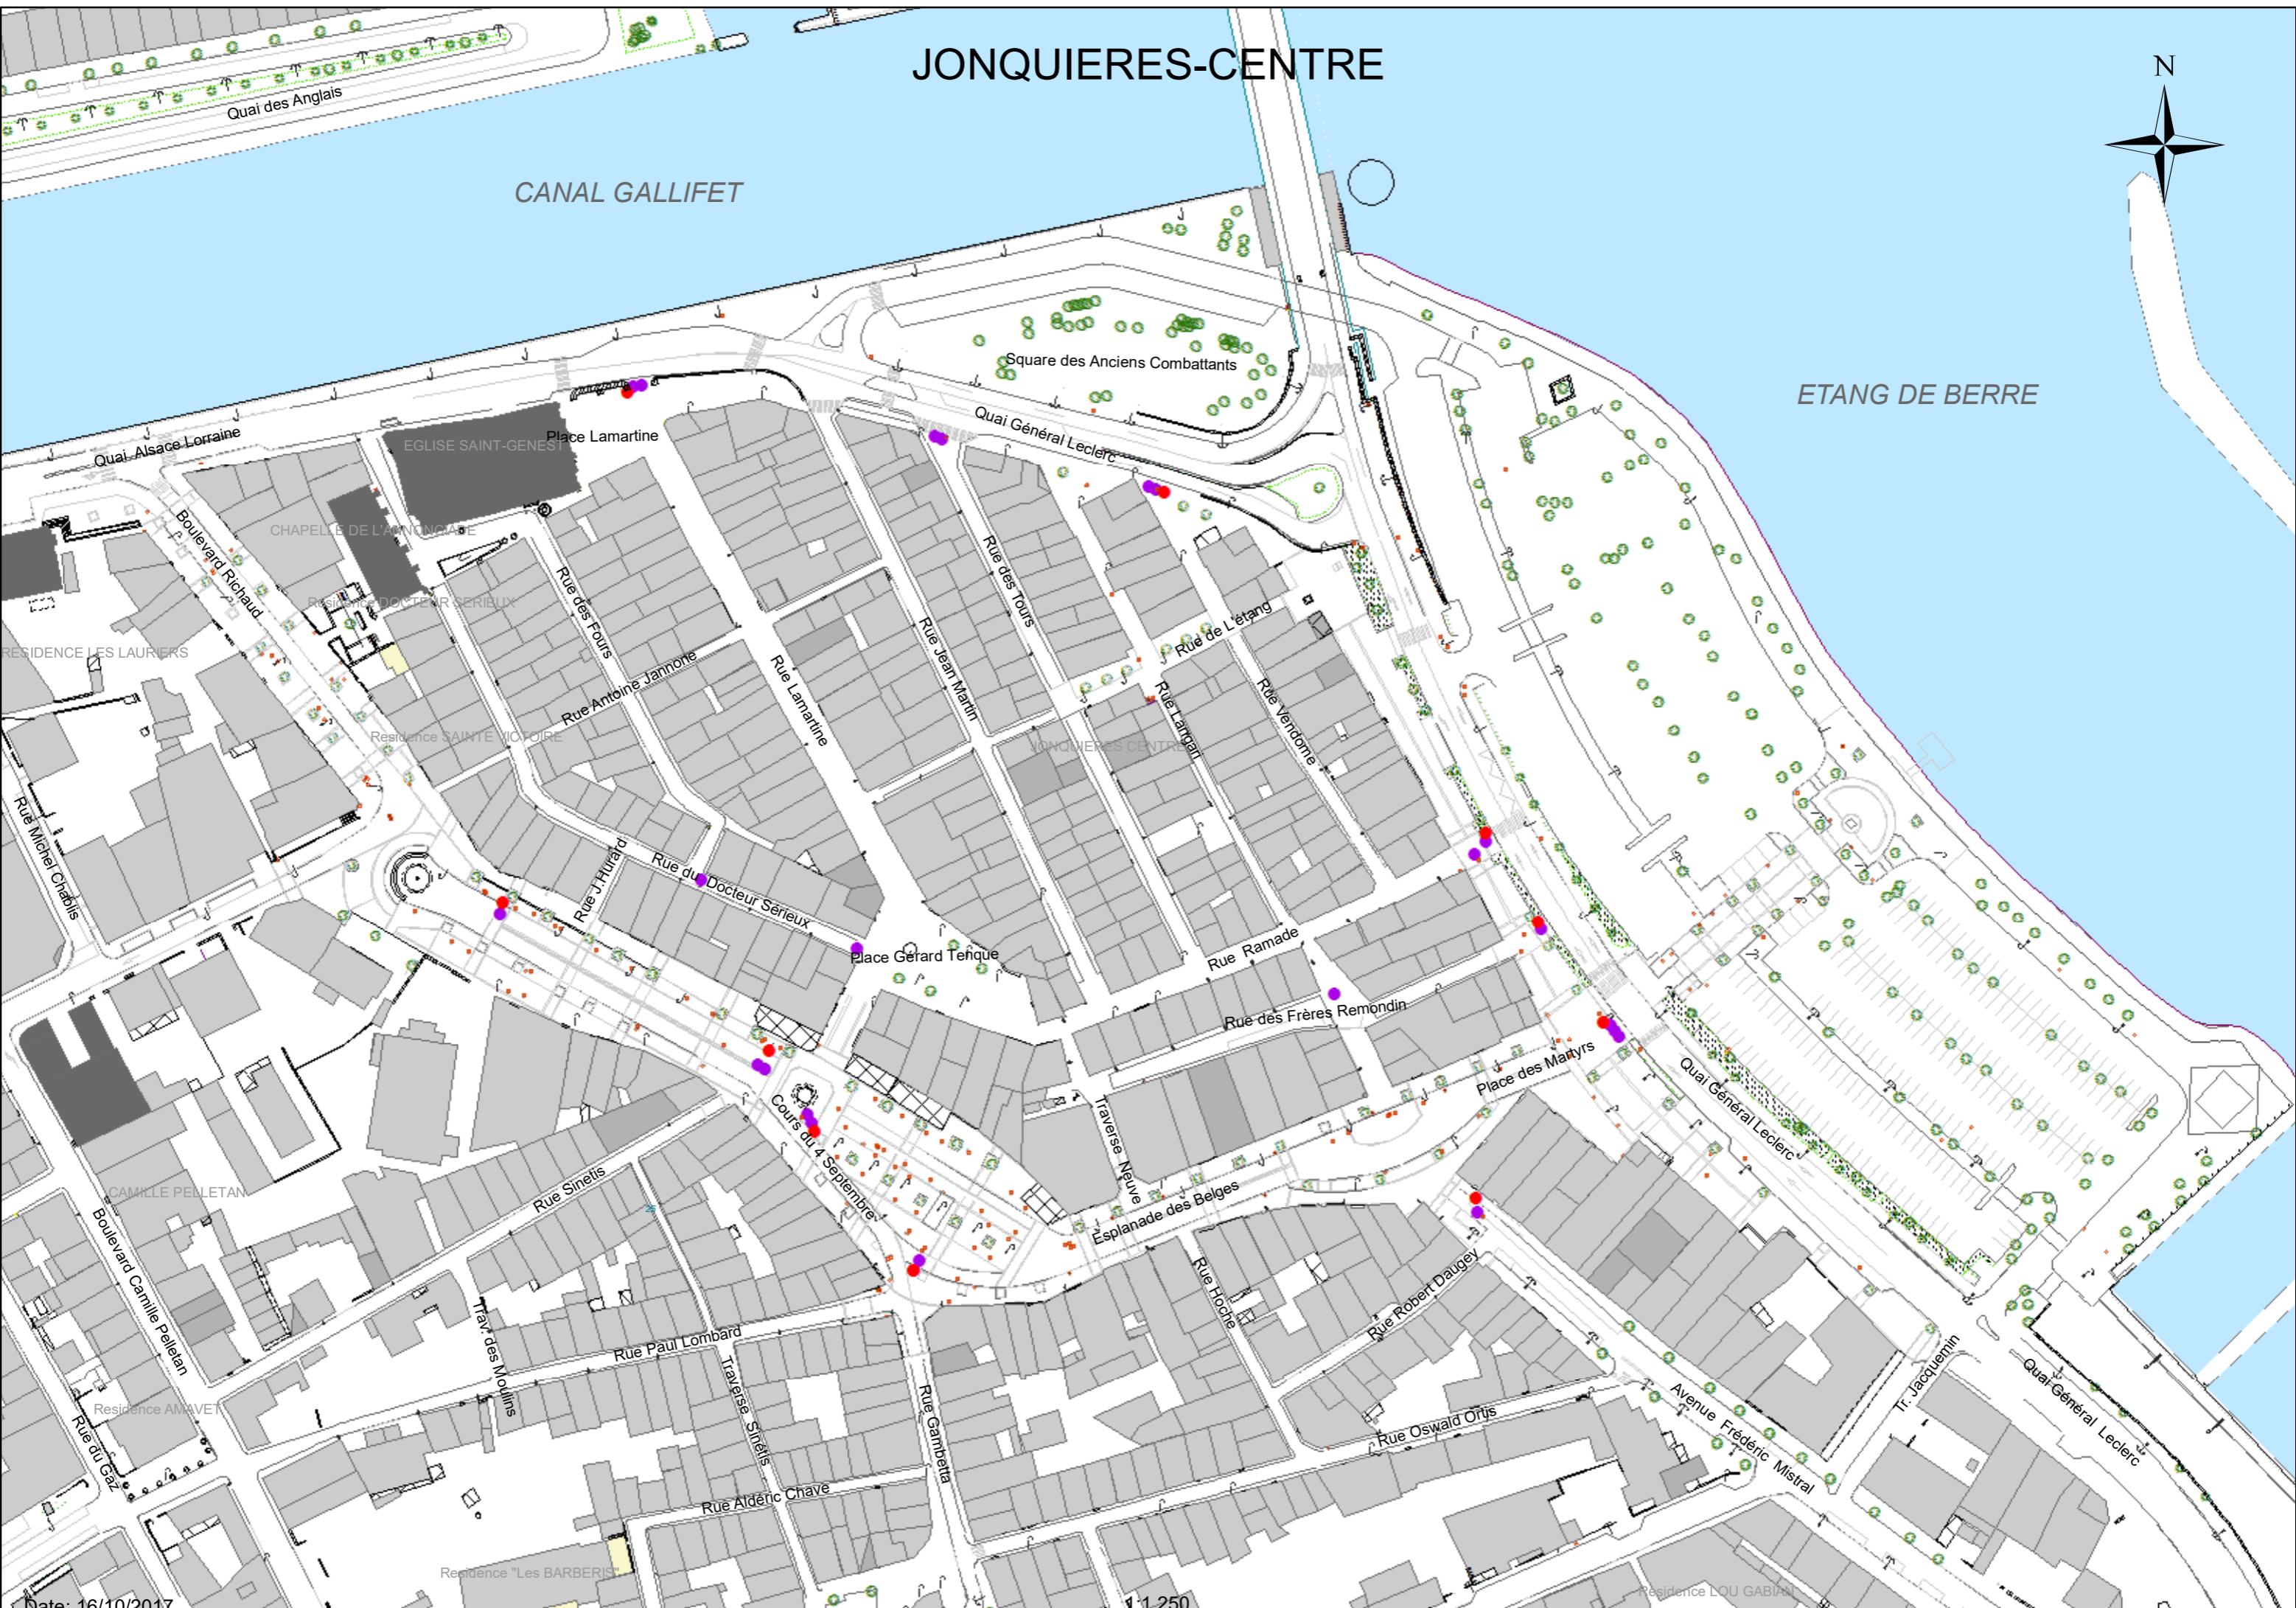 JONQUIERES-CENTRE
N
Quai des Anglais
CANAL GALLIFET
ETANG DE BERRE
Square des Anciens Combattants
Quai Général Leclerc
Quai Alsace Lorraine
EGLISE SAINT-GENEST
Place Lamartine
Boulevard Richaud
CHAPELLE DE L'ANNONCIADE
Residence DOCTEUR SERIEUX
RESIDENCE LES LAURIERS
Rue des Fours
Rue des Tours
Rue Jean Martin
Rue de L'étang
Rue Antoine Jannone
Rue Lamartine
Rue Langari
Rue Vendome
Residence SAINTE VICTOIRE
JONQUIERES CENTRE
Rue Michel Chablis
Rue J.Hurard
Rue du Docteur Sérieux
Place Gérard Tenque
Rue Ramade
Rue des Frères Remondin
Place des Martyrs
Quai Général Leclerc
Cours du 4 Septembre
Traverse Neuve
Esplanade des Belges
Rue Sinetis
25
CAMILLE PELLETAN
Boulevard Camille Pelletan
Rue Hoche
Rue Robert Daugey
Trav. des Moulins
Rue Paul Lombard
Traverse Sinétis
Rue Gambetta
Residence AMAVET
Rue du Gaz
Rue Oswald Ortis
Avenue Frédéric Mistral
Tr. Jacquemin
Quai Général Leclerc
Rue Aldéric Chave
Residence "Les BARBERIS"
Residence LOU GABIAN
Date: 16/10/2017
1:1 250